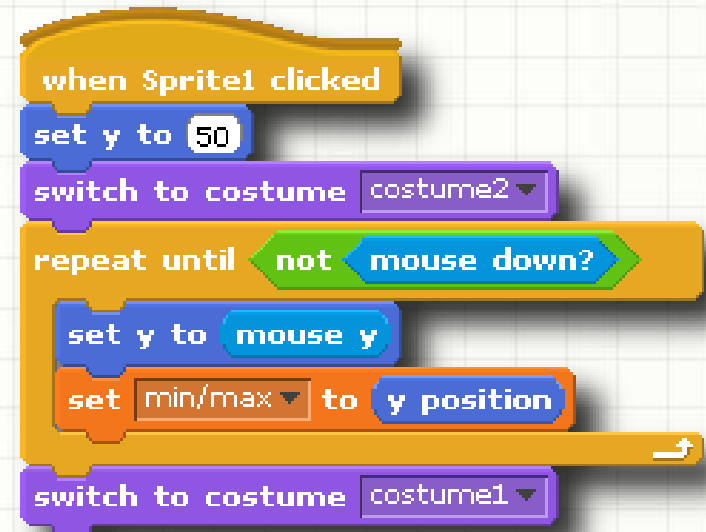 when Sprite1 clicked
set y to 50
switch to costume costume2
repeat until not mouse down?
set y to mouse y
set min/max to y position
switch to costume costume1